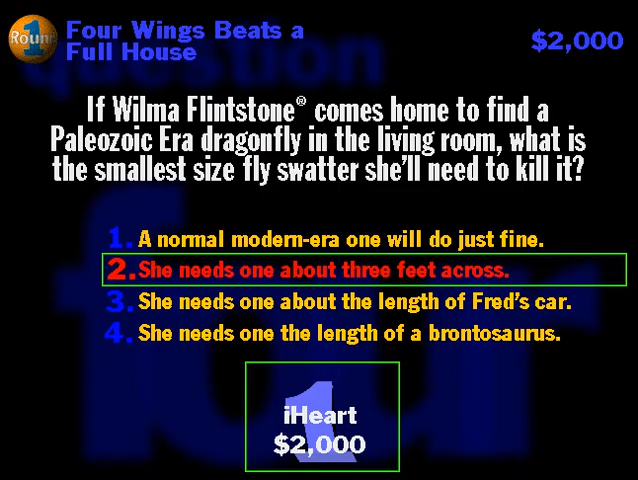 Round 1
Four Wings Beats a
Full House
$2,000
question
If Wilma Flintstone® comes home to find a
Paleozoic Era dragonfly in the living room, what is
the smallest size fly swatter she'll need to kill it?
1. A normal modern-era one will do just fine.
2. She needs one about three feet across.
3. She needs one about the length of Fred's car.
4. She needs one the length of a brontosaurus.
four
1
iHeart
$2,000